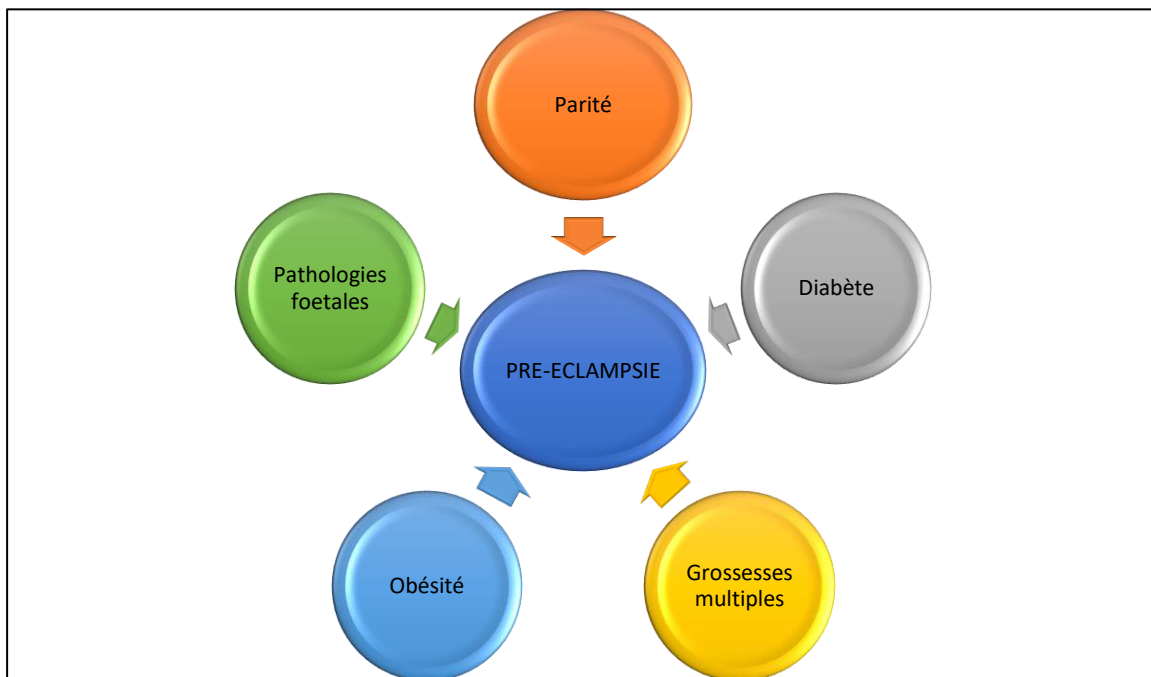 Parité
Pathologies
foetales
Diabète
PRE-ECLAMPSIE
Obésité
Grossesses
multiples